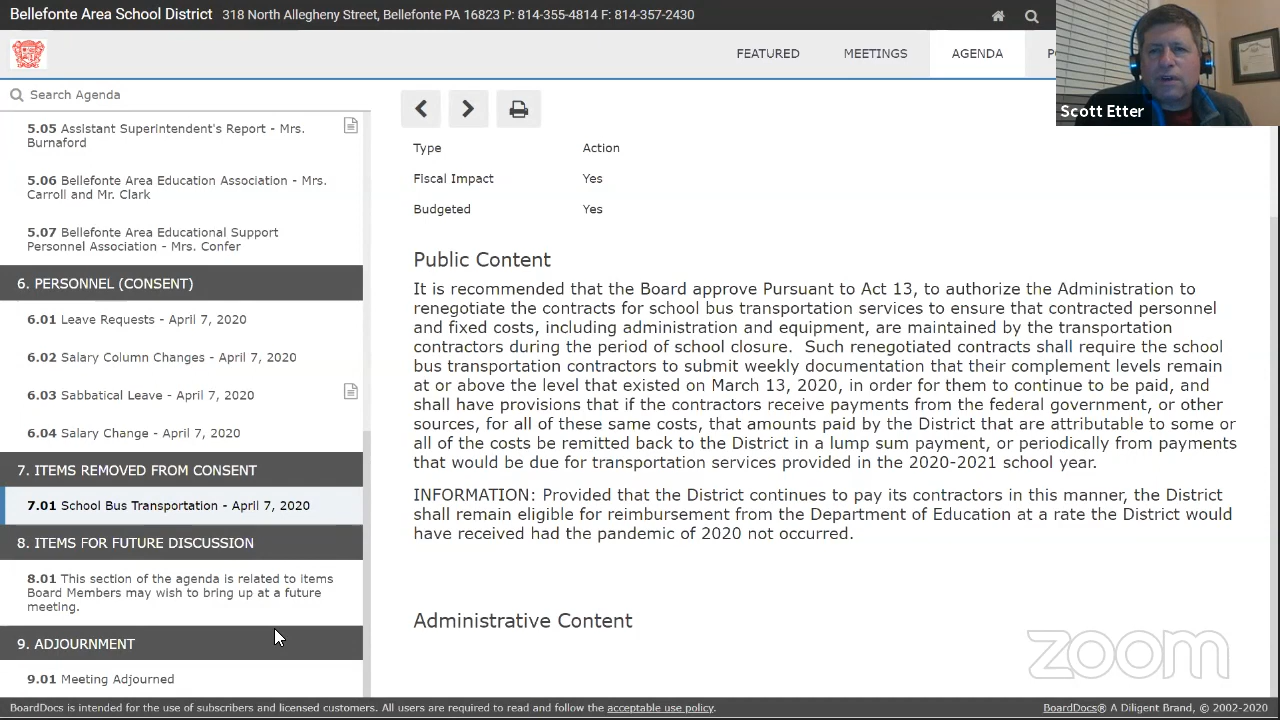 Bellefonte Area School District 318 North Allegheny Street, Bellefonte PA 16823 P: 814-355-4814 F: 814-357-2430
FEATURED MEETINGS AGENDA
Scott Etter
Search Agenda
5.05 Assistant Superintendent's Report - Mrs.
Burnaford
5.06 Bellefonte Area Education Association - Mrs.
Carroll and Mr. Clark
5.07 Bellefonte Area Educational Support
Personnel Association - Mrs. Confer
6. PERSONNEL (CONSENT)
6.01 Leave Requests - April 7, 2020
6.02 Salary Column Changes - April 7, 2020
6.03 Sabbatical Leave - April 7, 2020
6.04 Salary Change - April 7, 2020
7. ITEMS REMOVED FROM CONSENT
7.01 School Bus Transportation - April 7, 2020
8. ITEMS FOR FUTURE DISCUSSION
8.01 This section of the agenda is related to items
Board Members may wish to bring up at a future
meeting.
9. ADJOURNMENT
9.01 Meeting Adjourned
Type Action
Fiscal Impact Yes
Budgeted Yes
Public Content
It is recommended that the Board approve Pursuant to Act 13, to authorize the Administration to
renegotiate the contracts for school bus transportation services to ensure that contracted personnel
and fixed costs, including administration and equipment, are maintained by the transportation
contractors during the period of school closure. Such renegotiated contracts shall require the school
bus transportation contractors to submit weekly documentation that their complement levels remain
at or above the level that existed on March 13, 2020, in order for them to continue to be paid, and
shall have provisions that if the contractors receive payments from the federal government, or other
sources, for all of these same costs, that amounts paid by the District that are attributable to some or
all of the costs be remitted back to the District in a lump sum payment, or periodically from payments
that would be due for transportation services provided in the 2020-2021 school year.
INFORMATION: Provided that the District continues to pay its contractors in this manner, the District
shall remain eligible for reimbursement from the Department of Education at a rate the District would
have received had the pandemic of 2020 not occurred.
Administrative Content
zoom
BoardDocs is intended for the use of subscribers and licensed customers. All users are required to read and follow the acceptable use policy.
BoardDocs® A Diligent Brand, © 2002-2020